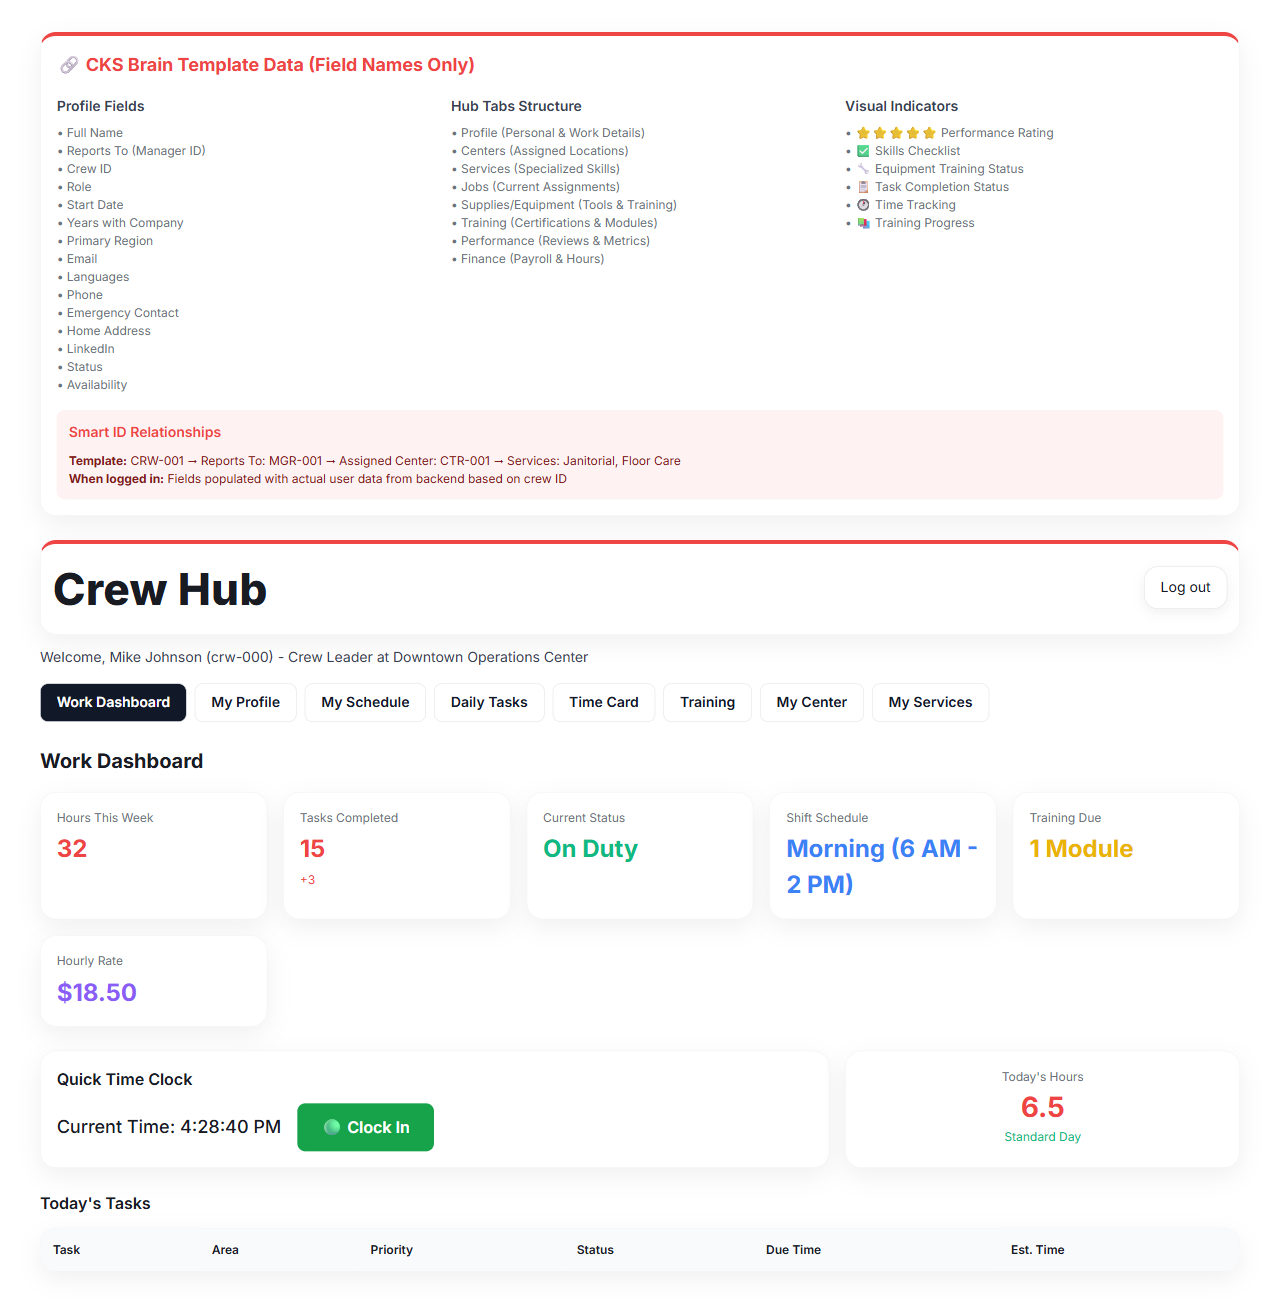 CKS Brain Template Data (Field Names Only)
Profile Fields
• Full Name
• Reports To (Manager ID)
• Crew ID
• Role
• Start Date
• Years with Company
• Primary Region
• Email
• Languages
• Phone
• Emergency Contact
• Home Address
• LinkedIn
• Status
• Availability
Hub Tabs Structure
• Profile (Personal & Work Details)
• Centers (Assigned Locations)
• Services (Specialized Skills)
• Jobs (Current Assignments)
• Supplies/Equipment (Tools & Training)
• Training (Certifications & Modules)
• Performance (Reviews & Metrics)
• Finance (Payroll & Hours)
Visual Indicators
• ⭐⭐⭐⭐⭐ Performance Rating
• ✅ Skills Checklist
• 🔧 Equipment Training Status
• 📋 Task Completion Status
• 🕐 Time Tracking
• 📚 Training Progress
Smart ID Relationships
Template: CRW-001 → Reports To: MGR-001 → Assigned Center: CTR-001 → Services: Janitorial, Floor Care
When logged in: Fields populated with actual user data from backend based on crew ID
Crew Hub
Log out
Welcome, Mike Johnson (crw-000) - Crew Leader at Downtown Operations Center
Work Dashboard
My Profile
My Schedule
Daily Tasks
Time Card
Training
My Center
My Services
Work Dashboard
Hours This Week
32
Tasks Completed
15
+3
Current Status
On Duty
Shift Schedule
Morning (6 AM -
2 PM)
Training Due
1 Module
Hourly Rate
$18.50
Quick Time Clock
Current Time: 4:28:40 PM
Clock In
Today's Hours
6.5
Standard Day
Today's Tasks
Task Area Priority Status Due Time Est. Time